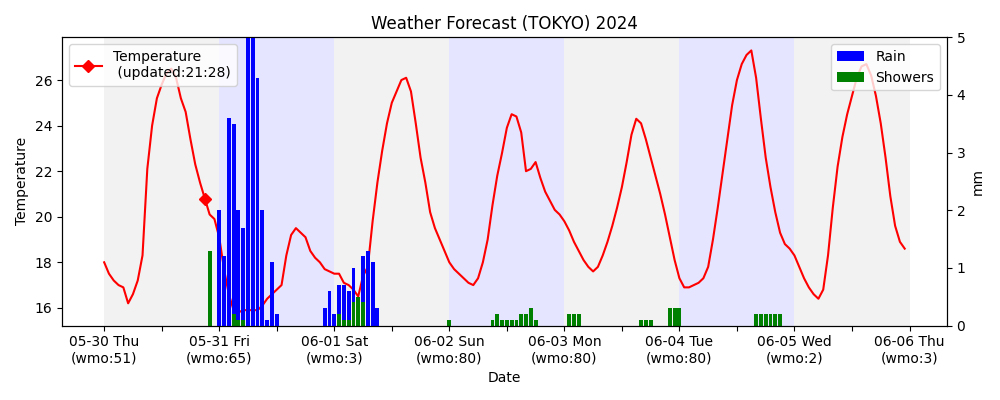 Weather Forecast (TOKYO) 2024
Temperature
(updated:21:28)
Rain
Showers
26
24
22
20
18
16
Temperature
5
4
3
2
1
0
mm
05-30 Thu
(wmo:51)
05-31 Fri
(wmo:65)
06-01 Sat
(wmo:3)
06-02 Sun
(wmo:80)
06-03 Mon
(wmo:80)
06-04 Tue
(wmo:80)
06-05 Wed
(wmo:2)
06-06 Thu
(wmo:3)
Date